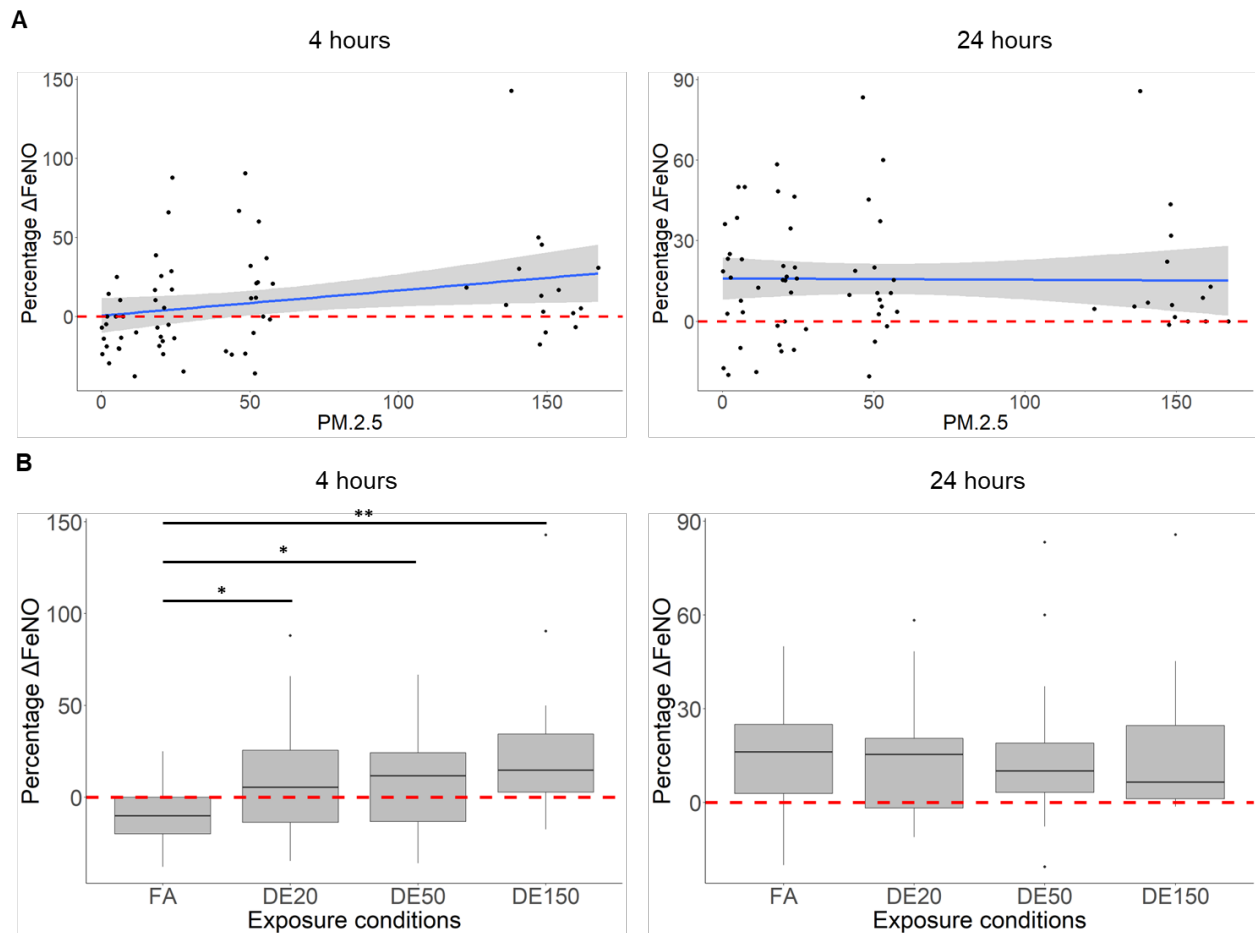 A
4 hours
24 hours
Percentage ΔFeNO
150
100
50
0
0
50
100
150
PM.2.5
Percentage ΔFeNO
90
60
30
0
0
50
100
150
PM.2.5
B
4 hours
24 hours
Percentage ΔFeNO
150
100
50
0
**
*
*
FA
DE20
DE50
DE150
Exposure conditions
Percentage ΔFeNO
90
60
30
0
FA
DE20
DE50
DE150
Exposure conditions